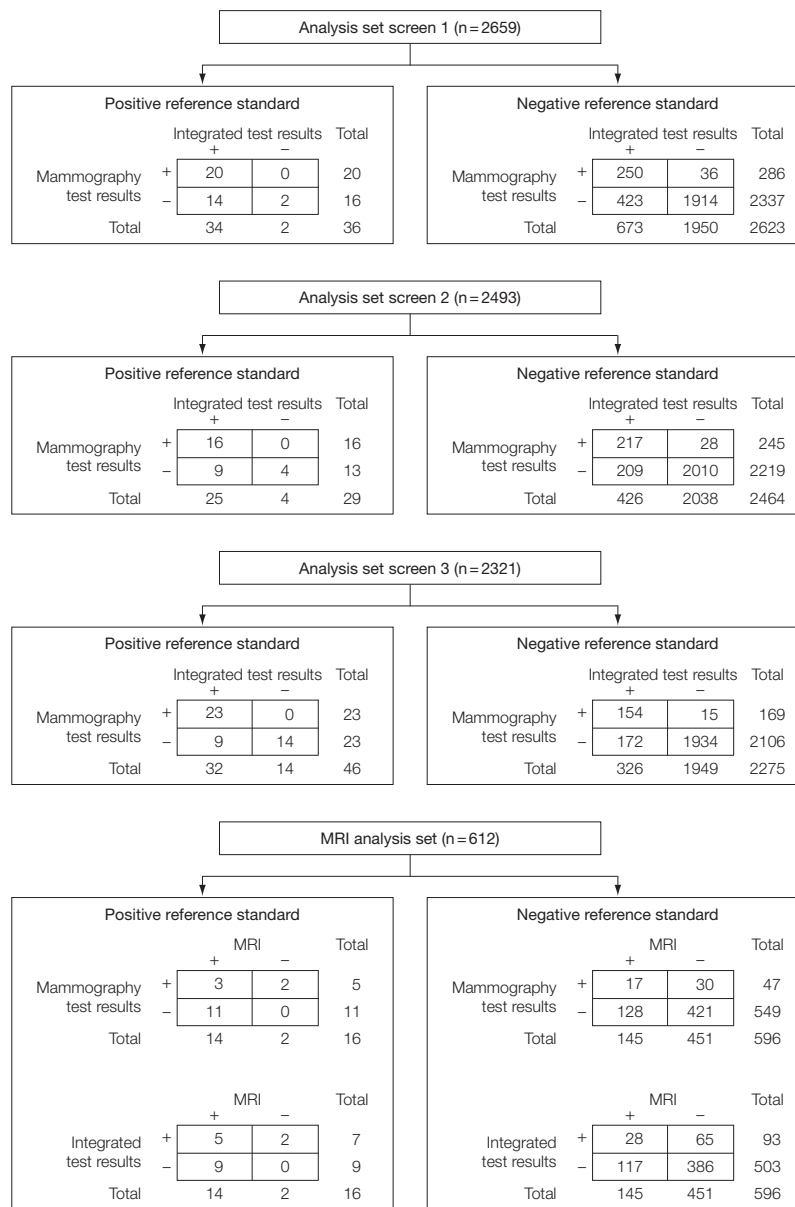 Analysis set screen 1 (n=2659)
Positive reference standard
Integrated test results Total
+ −
Mammography test results + 20 0 20
− 14 2 16
Total 34 2 36
Negative reference standard
Integrated test results Total
+ −
Mammography test results + 250 36 286
− 423 1914 2337
Total 673 1950 2623
Analysis set screen 2 (n=2493)
Positive reference standard
Integrated test results Total
+ −
Mammography test results + 16 0 16
− 9 4 13
Total 25 4 29
Negative reference standard
Integrated test results Total
+ −
Mammography test results + 217 28 245
− 209 2010 2219
Total 426 2038 2464
Analysis set screen 3 (n=2321)
Positive reference standard
Integrated test results Total
+ −
Mammography test results + 23 0 23
− 9 14 23
Total 32 14 46
Negative reference standard
Integrated test results Total
+ −
Mammography test results + 154 15 169
− 172 1934 2106
Total 326 1949 2275
MRI analysis set (n=612)
Positive reference standard
MRI Total
+ −
Mammography test results + 3 2 5
− 11 0 11
Total 14 2 16
MRI Total
+ −
Integrated test results + 5 2 7
− 9 0 9
Total 14 2 16
Negative reference standard
MRI Total
+ −
Mammography test results + 17 30 47
− 128 421 549
Total 145 451 596
MRI Total
+ −
Integrated test results + 28 65 93
− 117 386 503
Total 145 451 596